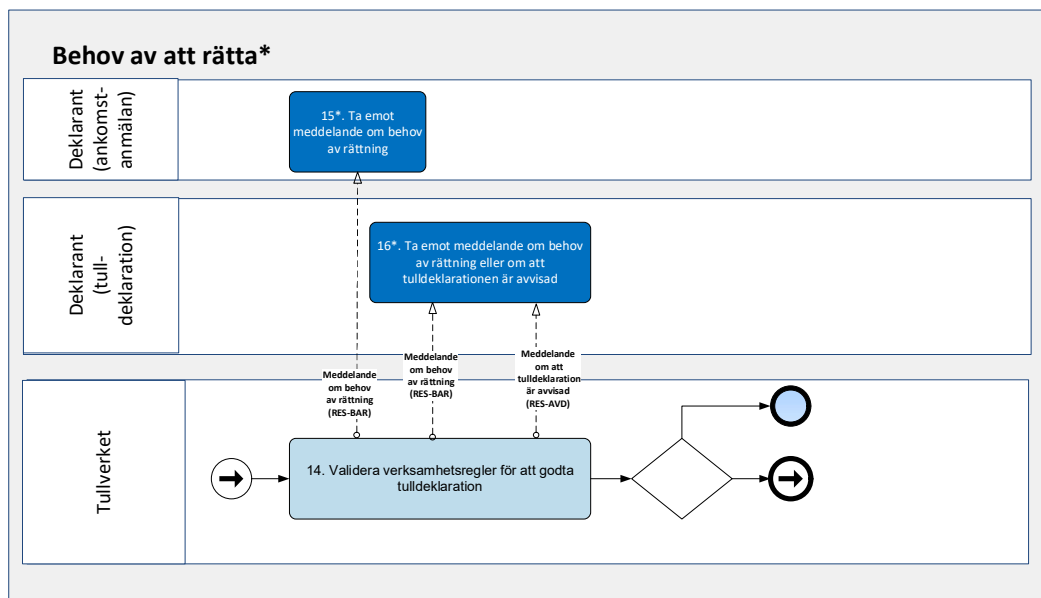 Behov av att rätta*
Deklarant
(ankomst-
anmälan)
15*. Ta emot
meddelande om behov
av rättning
Deklarant
(tull-
deklaration)
16*. Ta emot meddelande om behov
av rättning eller om att
tulldeklarationen är avvisad
Meddelande
om behov
av rättning
(RES-BAR)
Meddelande
om behov
av rättning
(RES-BAR)
Meddelande
om att
tulldeklaration
är avvisad
(RES-AVD)
Tullverket
14. Validera verksamhetsregler för att godta
tulldeklaration